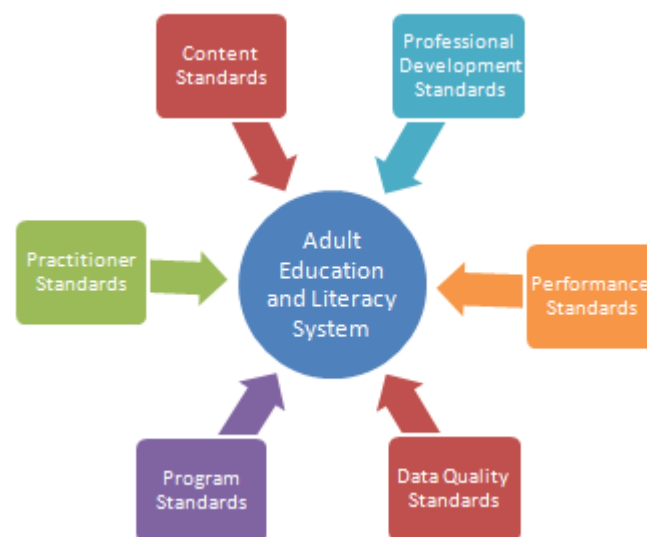 Content
Standards
Professional
Development
Standards
Practitioner
Standards
Adult
Education
and Literacy
System
Performance
Standards
Program
Standards
Data Quality
Standards